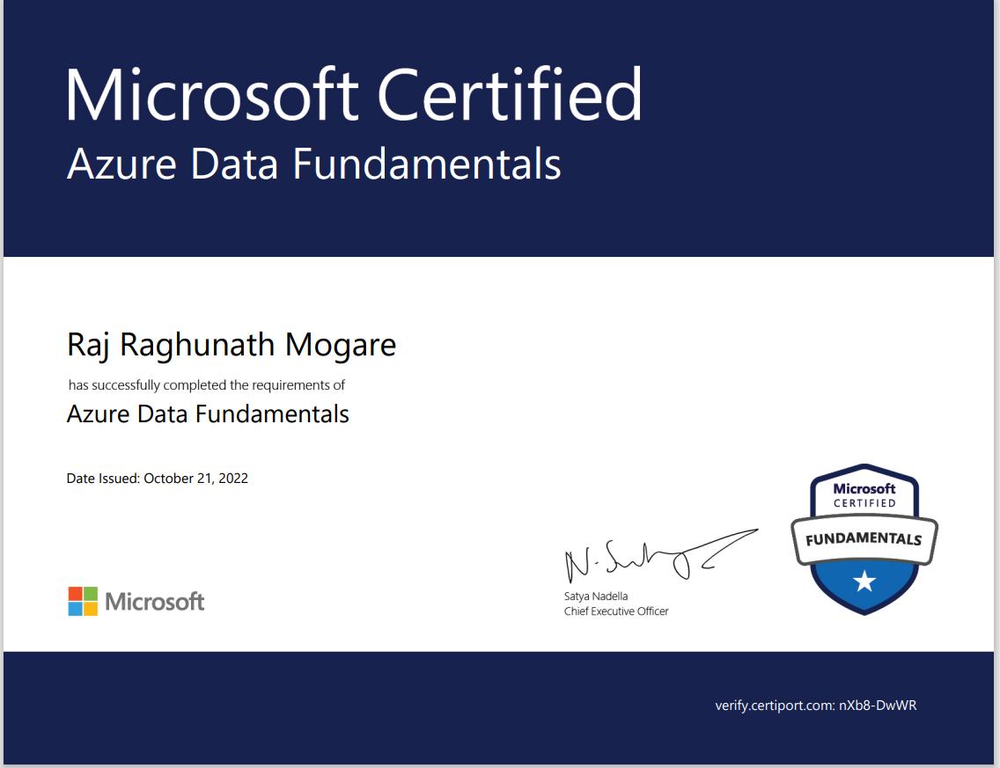 Microsoft Certified
Azure Data Fundamentals
Raj Raghunath Mogare
has successfully completed the requirements of
Azure Data Fundamentals
Date Issued: October 21, 2022
Microsoft
CERTIFIED
FUNDAMENTALS
Satya Nadella
Chief Executive Officer
Microsoft
verify.certiport.com: nXb8-DwWR